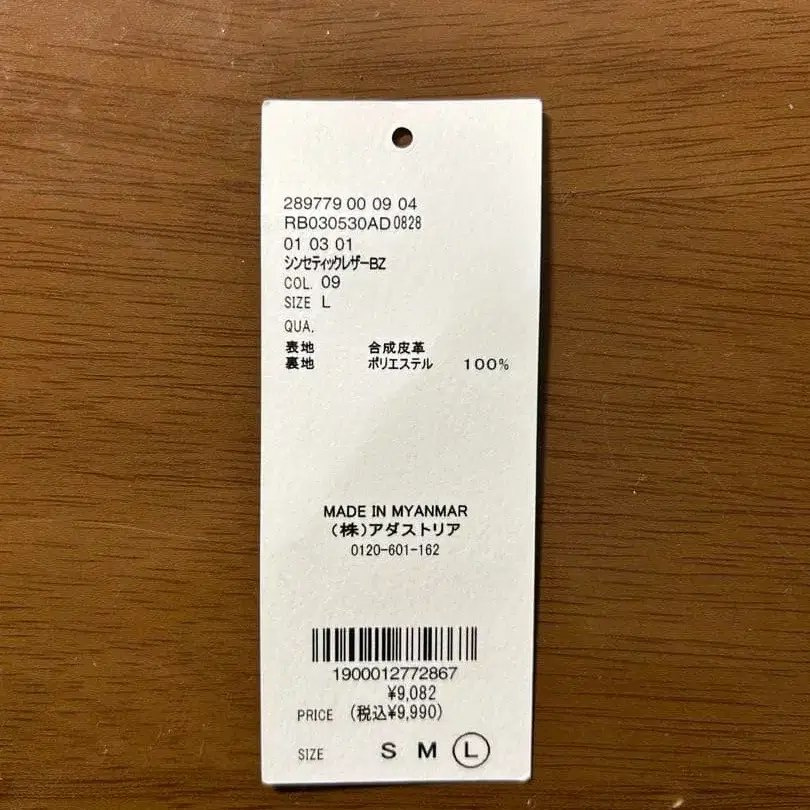 289779 00 09 04
RB030530AD 0828
01 03 01
シンセティックレザーBZ
COL. 09
SIZE L
QUA.
表地 合成皮革
裏地 ポリエステル 100%
MADE IN MYANMAR
(株)アダストリア
0120-601-162
1900012772867
¥9,082
PRICE (税込¥9,990)
SIZE S M L